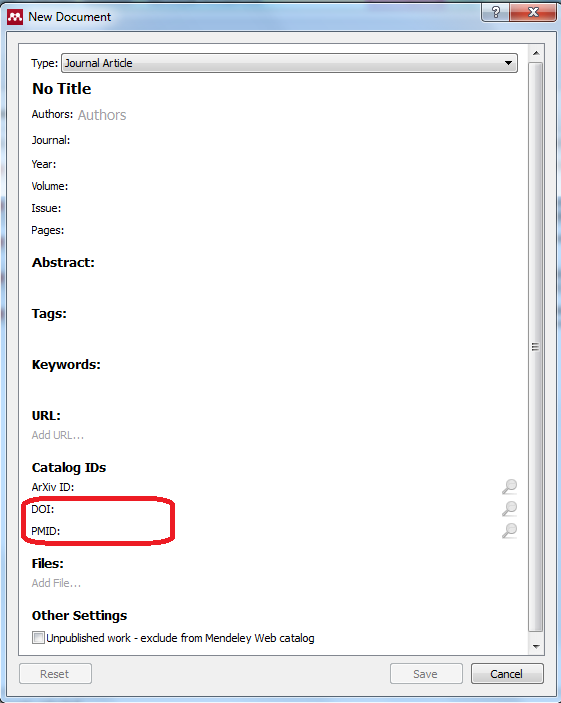 New Document
Type: Journal Article
No Title
Authors: Authors
Journal:
Year:
Volume:
Issue:
Pages:
Abstract:
Tags:
Keywords:
URL:
Add URL...
Catalog IDs
ArXiv ID:
DOI:
PMID:
Files:
Add File...
Other Settings
Unpublished work - exclude from Mendeley Web catalog
Reset Save Cancel